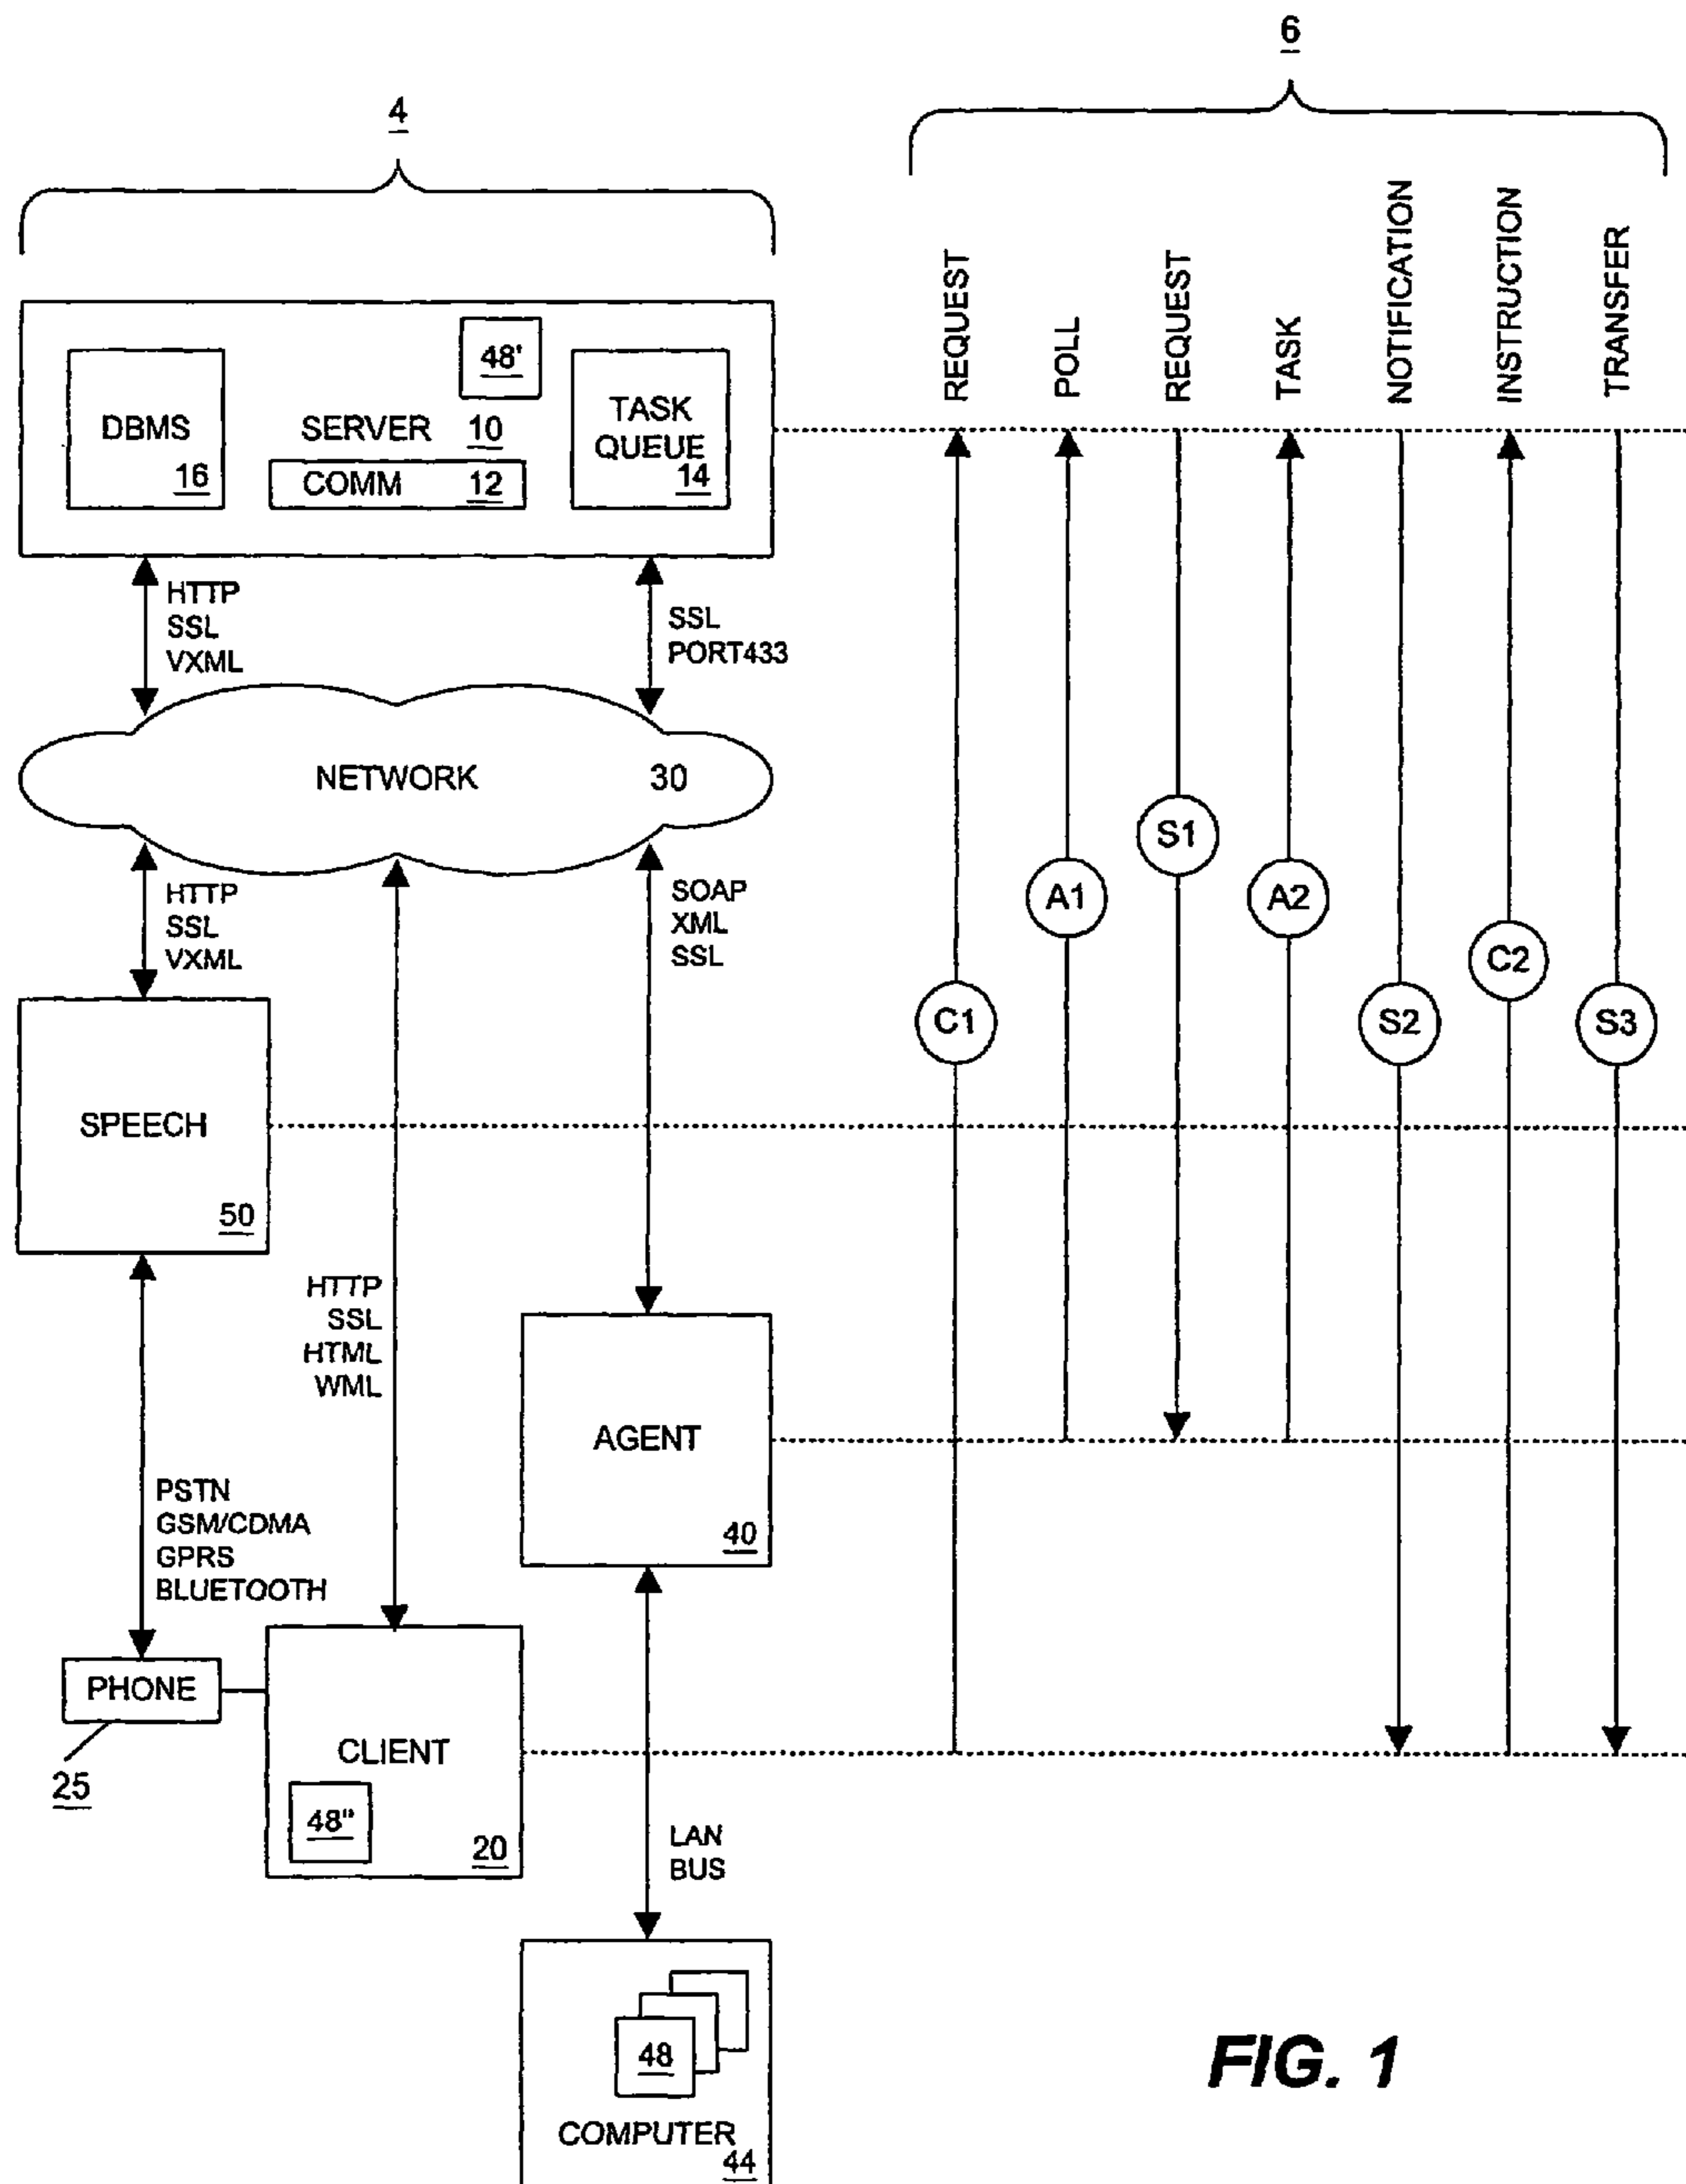 6
4
REQUEST
POLL
REQUEST
TASK
NOTIFICATION
INSTRUCTION
TRANSFER
48'
DBMS
16
SERVER 10
COMM 12
TASK
QUEUE
14
HTTP
SSL
VXML
SSL
PORT433
NETWORK 30
S1
A1
A2
C2
C1
S2
S3
HTTP
SSL
VXML
SOAP
XML
SSL
SPEECH
50
HTTP
SSL
HTML
WML
AGENT
40
PSTN
GSM/CDMA
GPRS
BLUETOOTH
PHONE
25
CLIENT
48"
20
LAN
BUS
48
COMPUTER
44
FIG. 1